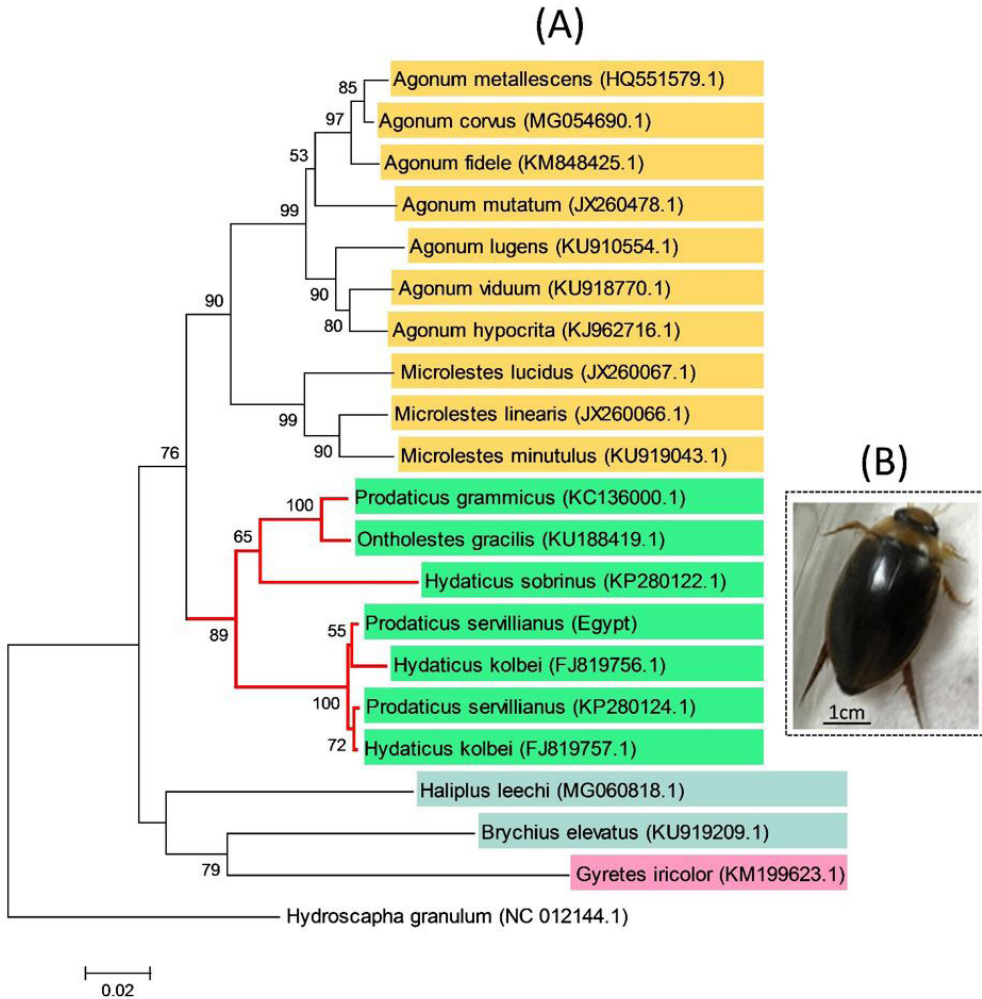 (A)
Agonum metallescens (HQ551579.1)
85
Agonum corvus (MG054690.1)
97
Agonum fidele (KM848425.1)
53
Agonum mutatum (JX260478.1)
99
Agonum lugens (KU910554.1)
90
Agonum viduum (KU918770.1)
90
80
Agonum hypocrita (KJ962716.1)
Microlestes lucidus (JX260067.1)
99
Microlestes linearis (JX260066.1)
90
Microlestes minutulus (KU919043.1)
76
Prodaticus grammicus (KC136000.1)
100
Ontholestes gracilis (KU188419.1)
65
Hydaticus sobrinus (KP280122.1)
89
Prodaticus servillianus (Egypt)
55
Hydaticus kolbei (FJ819756.1)
100
Prodaticus servillianus (KP280124.1)
72
Hydaticus kolbei (FJ819757.1)
Haliplus leechi (MG060818.1)
Brychius elevatus (KU919209.1)
79
Gyretes iricolor (KM199623.1)
Hydroscapha granulum (NC 012144.1)
0.02
(B)
1cm